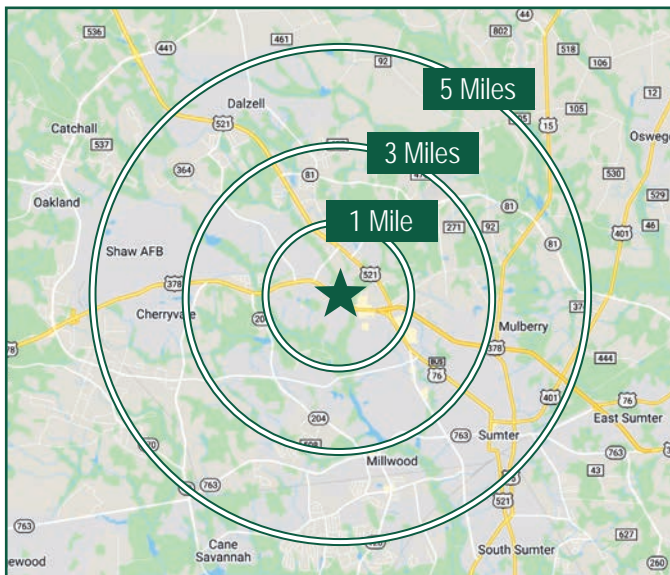 44
536
461
802
441
92
518
106
5 Miles
12
Dalzell
105
105
521
15
Catchall
Oswego
537
3 Miles
364
81
530
529
Oakland
1 Mile
81
271
92
46
401
81
Shaw AFB
521
378
Cherryvale
Mulberry
378
444
76
401
76
204
East Sumter
763
Sumter
763
Millwood
43
763
521
763
627
Cane
Savannah
South Sumter
260